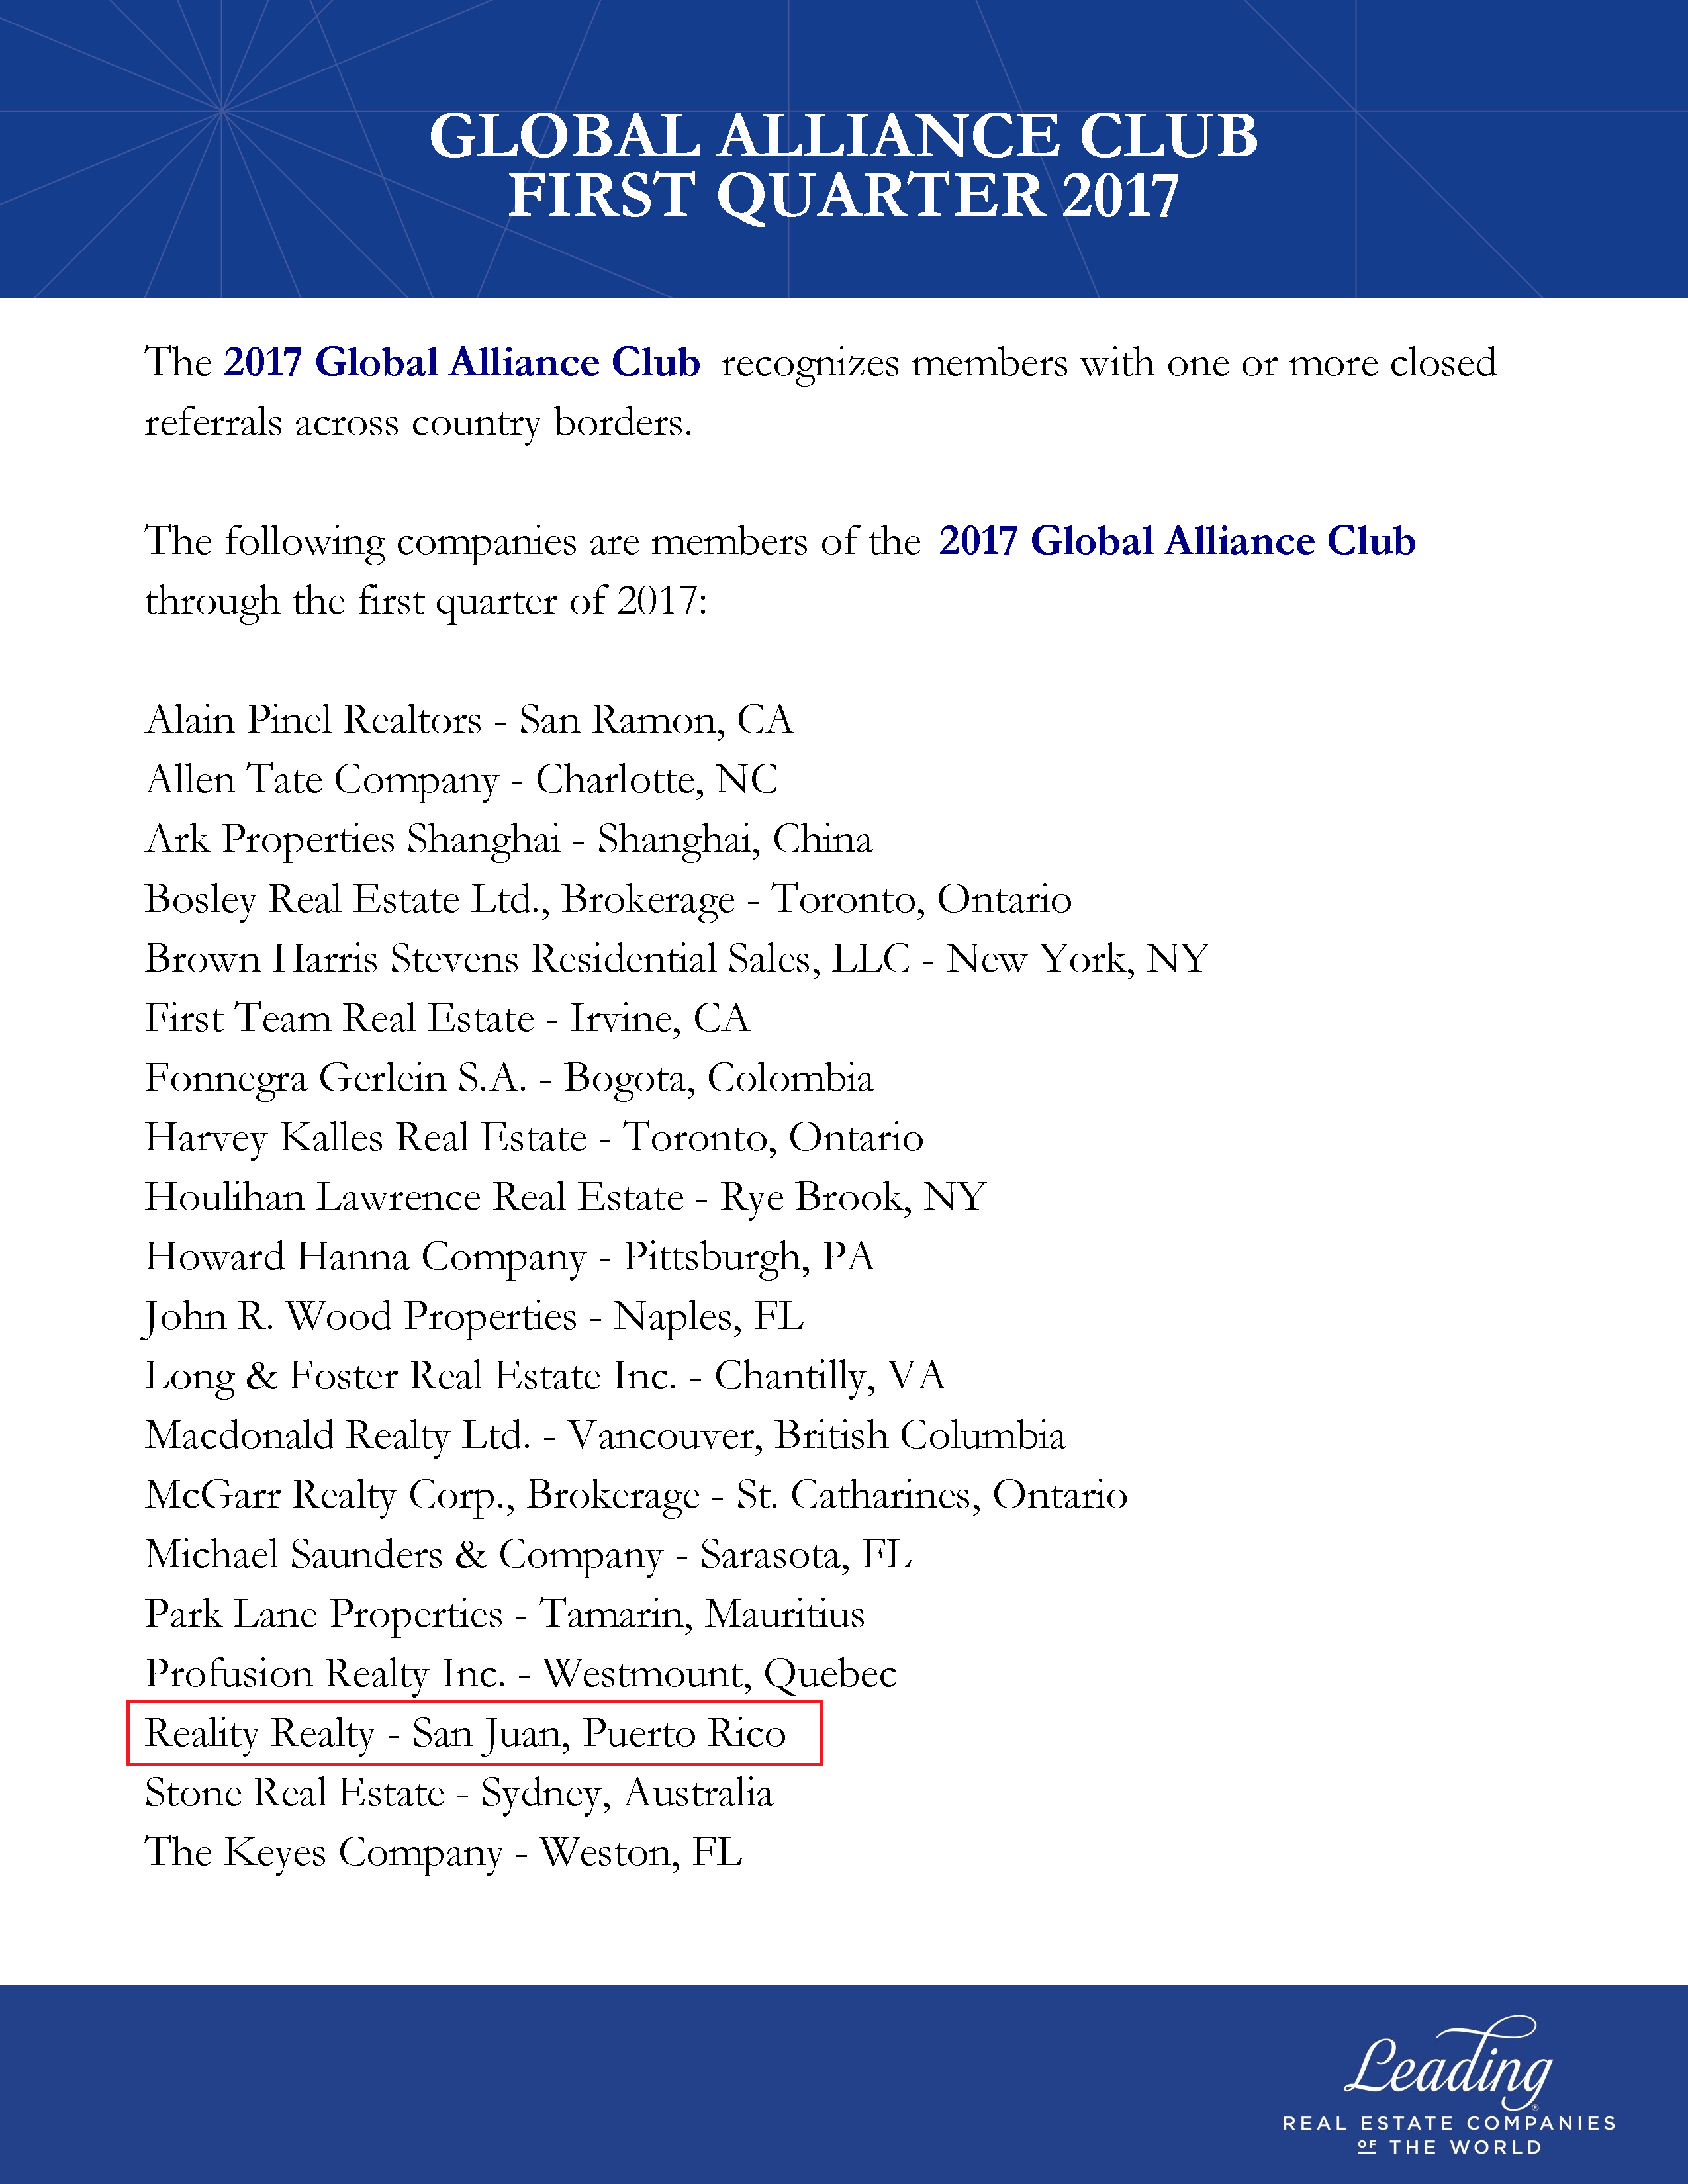 GLOBAL ALLIANCE CLUB
FIRST QUARTER 2017
The 2017 Global Alliance Club recognizes members with one or more closed
referrals across country borders.
The following companies are members of the 2017 Global Alliance Club
through the first quarter of 2017:
Alain Pinel Realtors - San Ramon, CA
Allen Tate Company - Charlotte, NC
Ark Properties Shanghai - Shanghai, China
Bosley Real Estate Ltd., Brokerage - Toronto, Ontario
Brown Harris Stevens Residential Sales, LLC - New York, NY
First Team Real Estate - Irvine, CA
Fonnegra Gerlein S.A. - Bogota, Colombia
Harvey Kalles Real Estate - Toronto, Ontario
Houlihan Lawrence Real Estate - Rye Brook, NY
Howard Hanna Company - Pittsburgh, PA
John R. Wood Properties - Naples, FL
Long & Foster Real Estate Inc. - Chantilly, VA
Macdonald Realty Ltd. - Vancouver, British Columbia
McGarr Realty Corp., Brokerage - St. Catharines, Ontario
Michael Saunders & Company - Sarasota, FL
Park Lane Properties - Tamarin, Mauritius
Profusion Realty Inc. - Westmount, Quebec
Reality Realty - San Juan, Puerto Rico
Stone Real Estate - Sydney, Australia
The Keyes Company - Weston, FL
Leading®
REAL ESTATE COMPANIES
OF THE WORLD